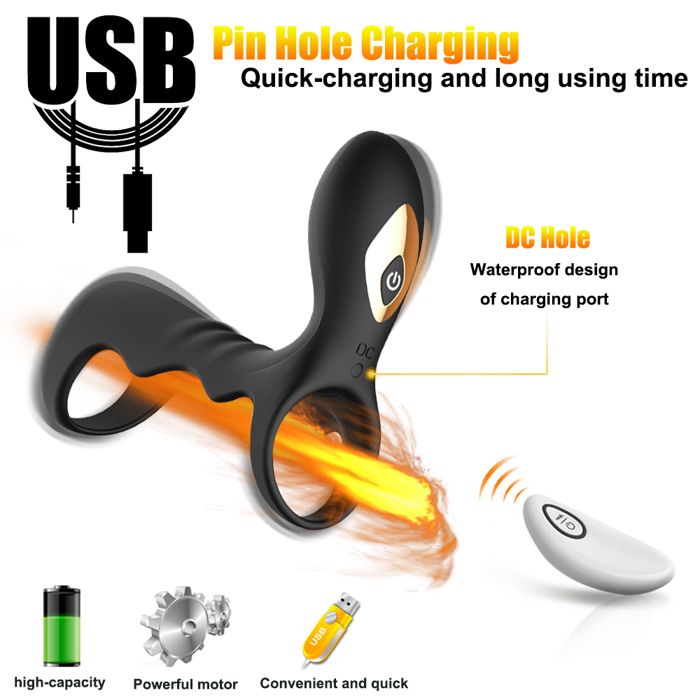 USB
Pin Hole Charging
Quick-charging and long using time
DC Hole
Waterproof design
of charging port
DC
USB
high-capacity
Powerful motor
Convenient and quick